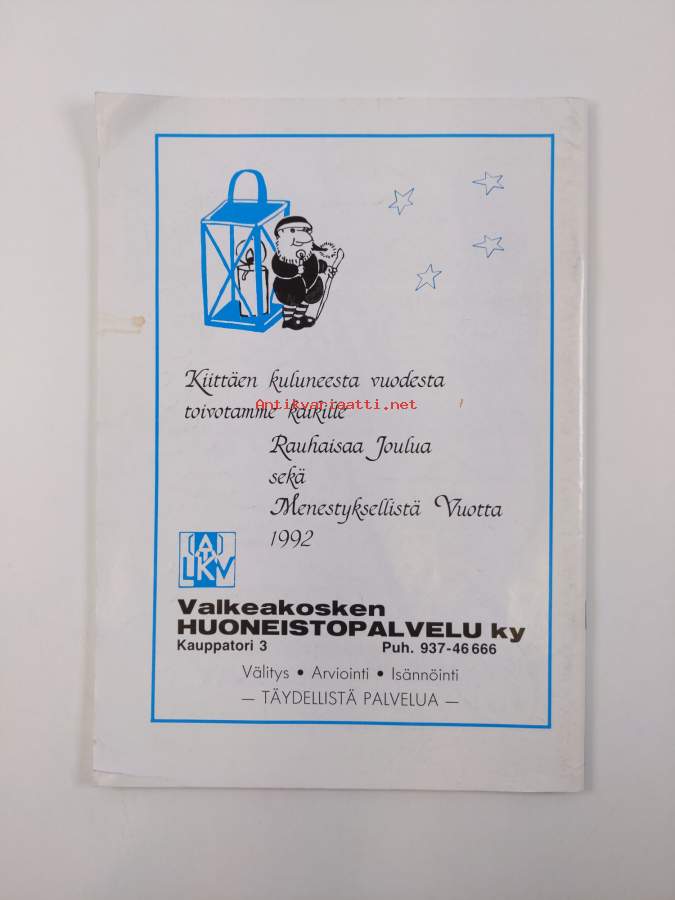 Kiittäen kuluneesta vuodesta
toivotamme kaikille
Antikvariaatti.net
Rauhaisaa Joulua
sekä
Menestyksellistä Vuotta
1992
LKV
Valkeakosken
HUONEISTOPALVELU ky
Kauppatori 3 Puh. 937-46 666
Välitys • Arviointi • Isännöinti
— TÄYDELLISTÄ PALVELUA —